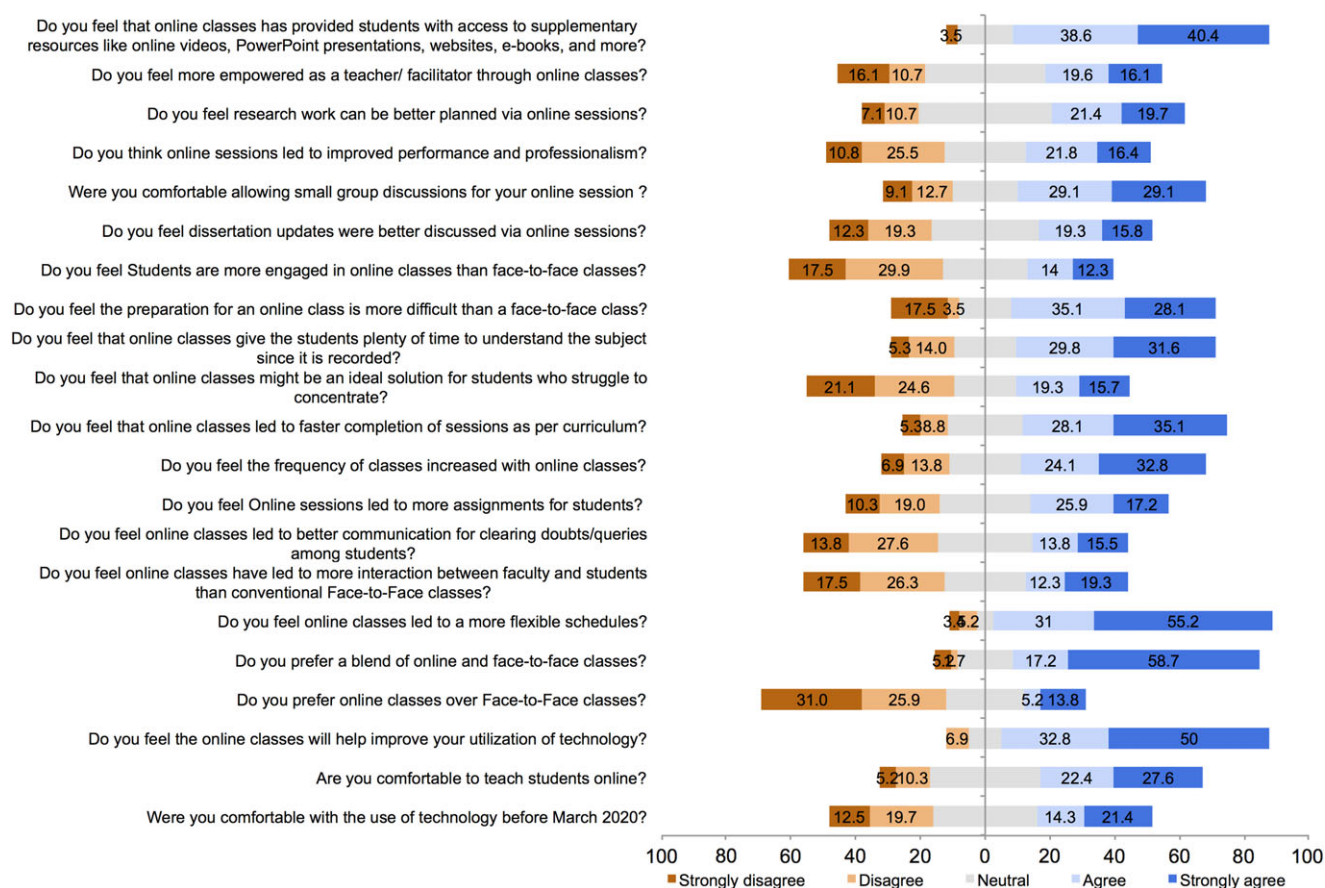 Do you feel that online classes has provided students with access to supplementary
resources like online videos, PowerPoint presentations, websites, e-books, and more?
3.5 38.6 40.4
Do you feel more empowered as a teacher/ facilitator through online classes?
16.1 10.7 19.6 16.1
Do you feel research work can be better planned via online sessions?
7.1 10.7 21.4 19.7
Do you think online sessions led to improved performance and professionalism?
10.8 25.5 21.8 16.4
Were you comfortable allowing small group discussions for your online session ?
9.1 12.7 29.1 29.1
Do you feel dissertation updates were better discussed via online sessions?
12.3 19.3 19.3 15.8
Do you feel Students are more engaged in online classes than face-to-face classes?
17.5 29.9 14 12.3
Do you feel the preparation for an online class is more difficult than a face-to-face class?
17.5 3.5 35.1 28.1
Do you feel that online classes give the students plenty of time to understand the subject
since it is recorded?
5.3 14.0 29.8 31.6
Do you feel that online classes might be an ideal solution for students who struggle to
concentrate?
21.1 24.6 19.3 15.7
Do you feel that online classes led to faster completion of sessions as per curriculum?
5.3 8.8 28.1 35.1
Do you feel the frequency of classes increased with online classes?
6.9 13.8 24.1 32.8
Do you feel Online sessions led to more assignments for students?
10.3 19.0 25.9 17.2
Do you feel online classes led to better communication for clearing doubts/queries
among students?
13.8 27.6 13.8 15.5
Do you feel online classes have led to more interaction between faculty and students
than conventional Face-to-Face classes?
17.5 26.3 12.3 19.3
Do you feel online classes led to a more flexible schedules?
3.4 5.2 31 55.2
Do you prefer a blend of online and face-to-face classes?
17.2 58.7
Do you prefer online classes over Face-to-Face classes?
31.0 25.9 5.2 13.8
Do you feel the online classes will help improve your utilization of technology?
6.9 32.8 50
Are you comfortable to teach students online?
5.2 10.3 22.4 27.6
Were you comfortable with the use of technology before March 2020?
12.5 19.7 14.3 21.4
100 80 60 40 20 0 20 40 60 80 100
Strongly disagree Disagree Neutral Agree Strongly agree